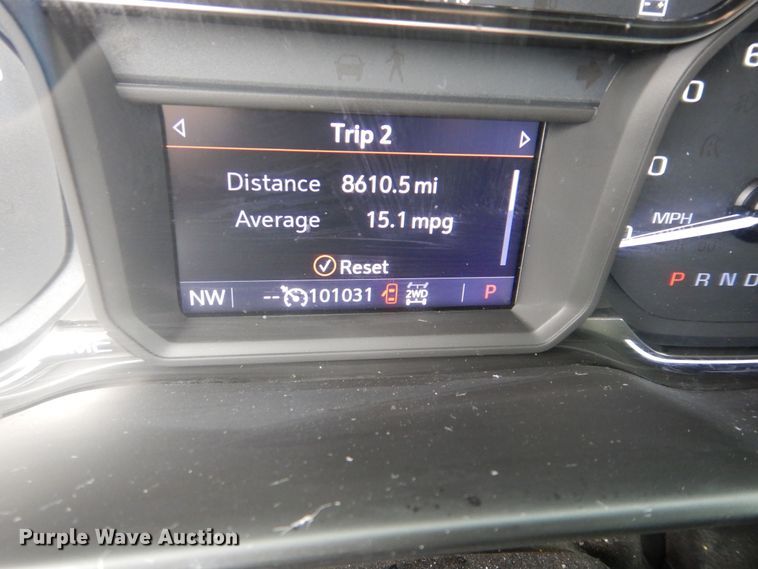 Trip 2
Distance 8610.5 mi
Average 15.1 mpg
Reset
NW -- 101031 2WD P
MPH
P R N D
Purple Wave Auction